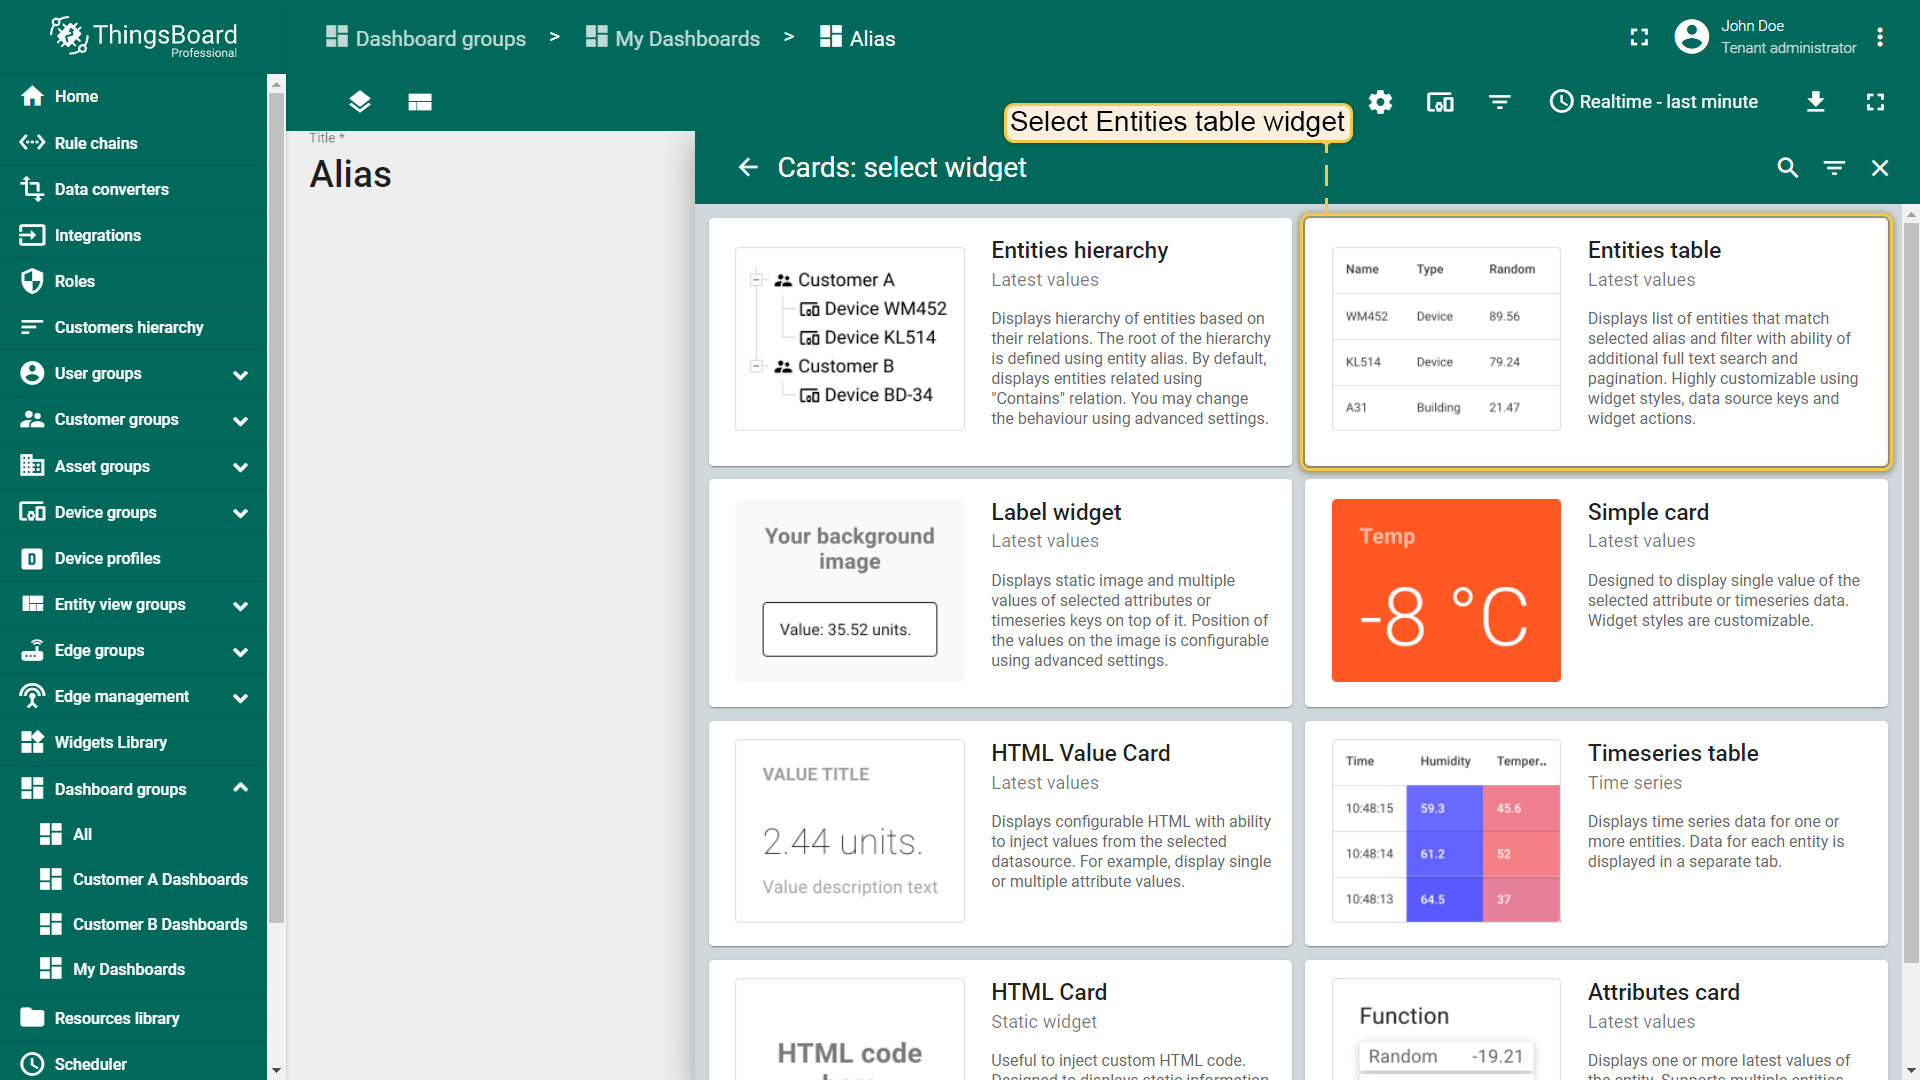 ThingsBoard
Professional
Dashboard groups > My Dashboards > Alias
John Doe
Tenant administrator
Home
Rule chains
Data converters
Integrations
Roles
Customers hierarchy
User groups
Customer groups
Asset groups
Device groups
D Device profiles
Entity view groups
Edge groups
Edge management
Widgets Library
Dashboard groups
All
Customer A Dashboards
Customer B Dashboards
My Dashboards
Resources library
Scheduler
Realtime - last minute
Title *
Alias
Select Entities table widget
Cards: select widget
Customer A
Device WM452
Device KL514
Customer B
Device BD-34
Entities hierarchy
Latest values
Displays hierarchy of entities based on
their relations. The root of the hierarchy
is defined using entity alias. By default,
displays entities related using
"Contains" relation. You may change
the behaviour using advanced settings.
Name Type Random
WM452 Device 89.56
KL514 Device 79.24
A31 Building 21.47
Entities table
Latest values
Displays list of entities that match
selected alias and filter with ability of
additional full text search and
pagination. Highly customizable using
widget styles, data source keys and
widget actions.
Your background
image
Value: 35.52 units.
Label widget
Latest values
Displays static image and multiple
values of selected attributes or
timeseries keys on top of it. Position of
the values on the image is configurable
using advanced settings.
Temp
-8 °C
Simple card
Latest values
Designed to display single value of the
selected attribute or timeseries data.
Widget styles are customizable.
VALUE TITLE
2.44 units.
Value description text
HTML Value Card
Latest values
Displays configurable HTML with ability
to inject values from the selected
datasource. For example, display single
or multiple attribute values.
Time Humidity Temper..
10:48:15 59.3 45.6
10:48:14 61.2 52
10:48:13 64.5 37
Timeseries table
Time series
Displays time series data for one or
more entities. Data for each entity is
displayed in a separate tab.
HTML code
HTML Card
Static widget
Useful to inject custom HTML code.
Designed to displays static information
Function
Random -19.21
Attributes card
Latest values
Displays one or more latest values of
the entity. Supports multiple entities